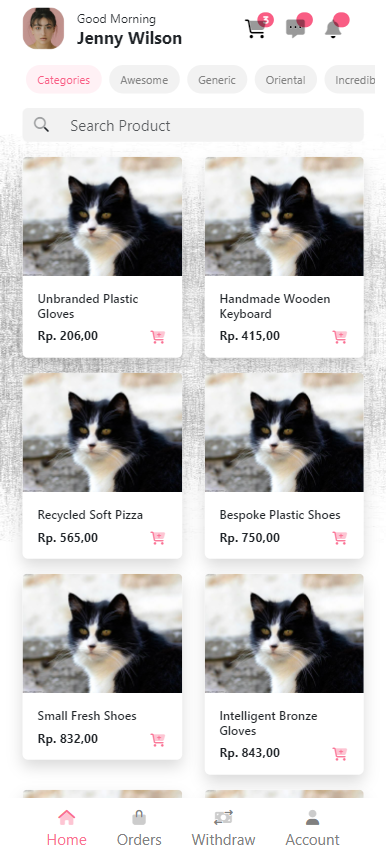 Good Morning
Jenny Wilson
3
Categories
Awesome
Generic
Oriental
Incredib
Search Product
Unbranded Plastic
Gloves
Rp. 206,00
Handmade Wooden
Keyboard
Rp. 415,00
Recycled Soft Pizza
Rp. 565,00
Bespoke Plastic Shoes
Rp. 750,00
Small Fresh Shoes
Rp. 832,00
Intelligent Bronze
Gloves
Rp. 843,00
Home
Orders
Withdraw
Account